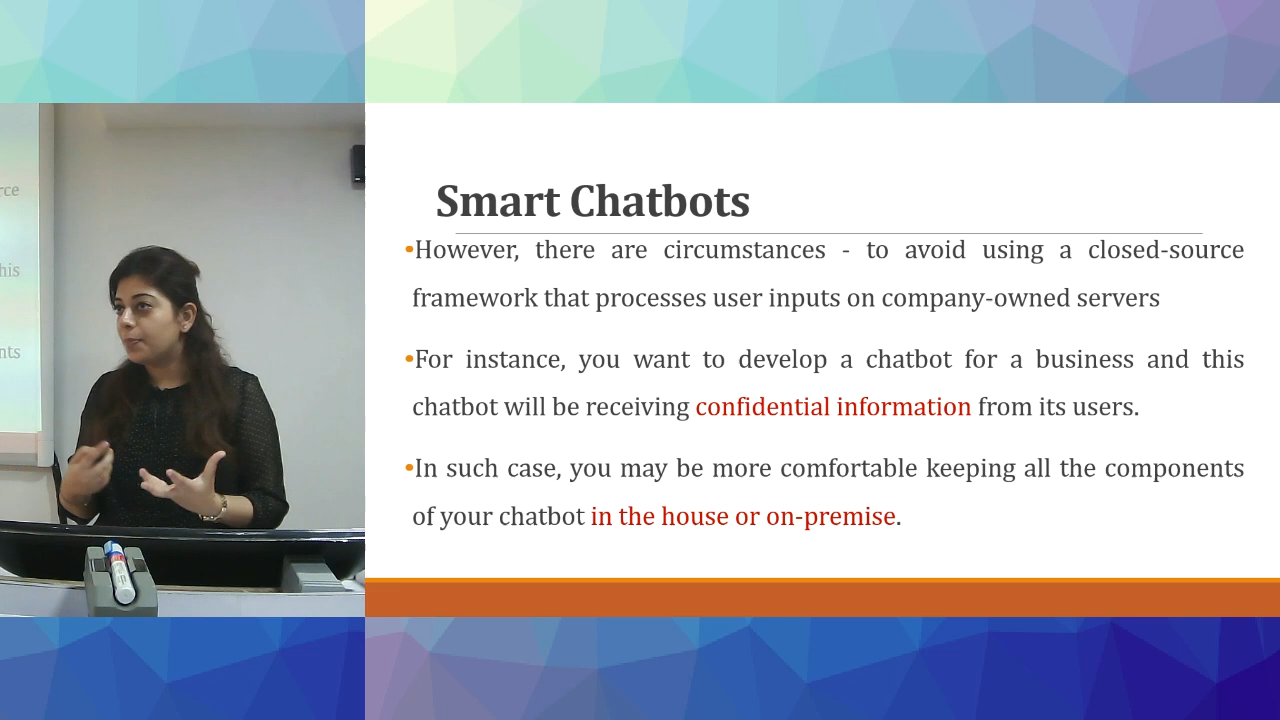 rce
his
nts
Smart Chatbots
•However, there are circumstances - to avoid using a closed-source
framework that processes user inputs on company-owned servers
•For instance, you want to develop a chatbot for a business and this
chatbot will be receiving confidential information from its users.
•In such case, you may be more comfortable keeping all the components
of your chatbot in the house or on-premise.